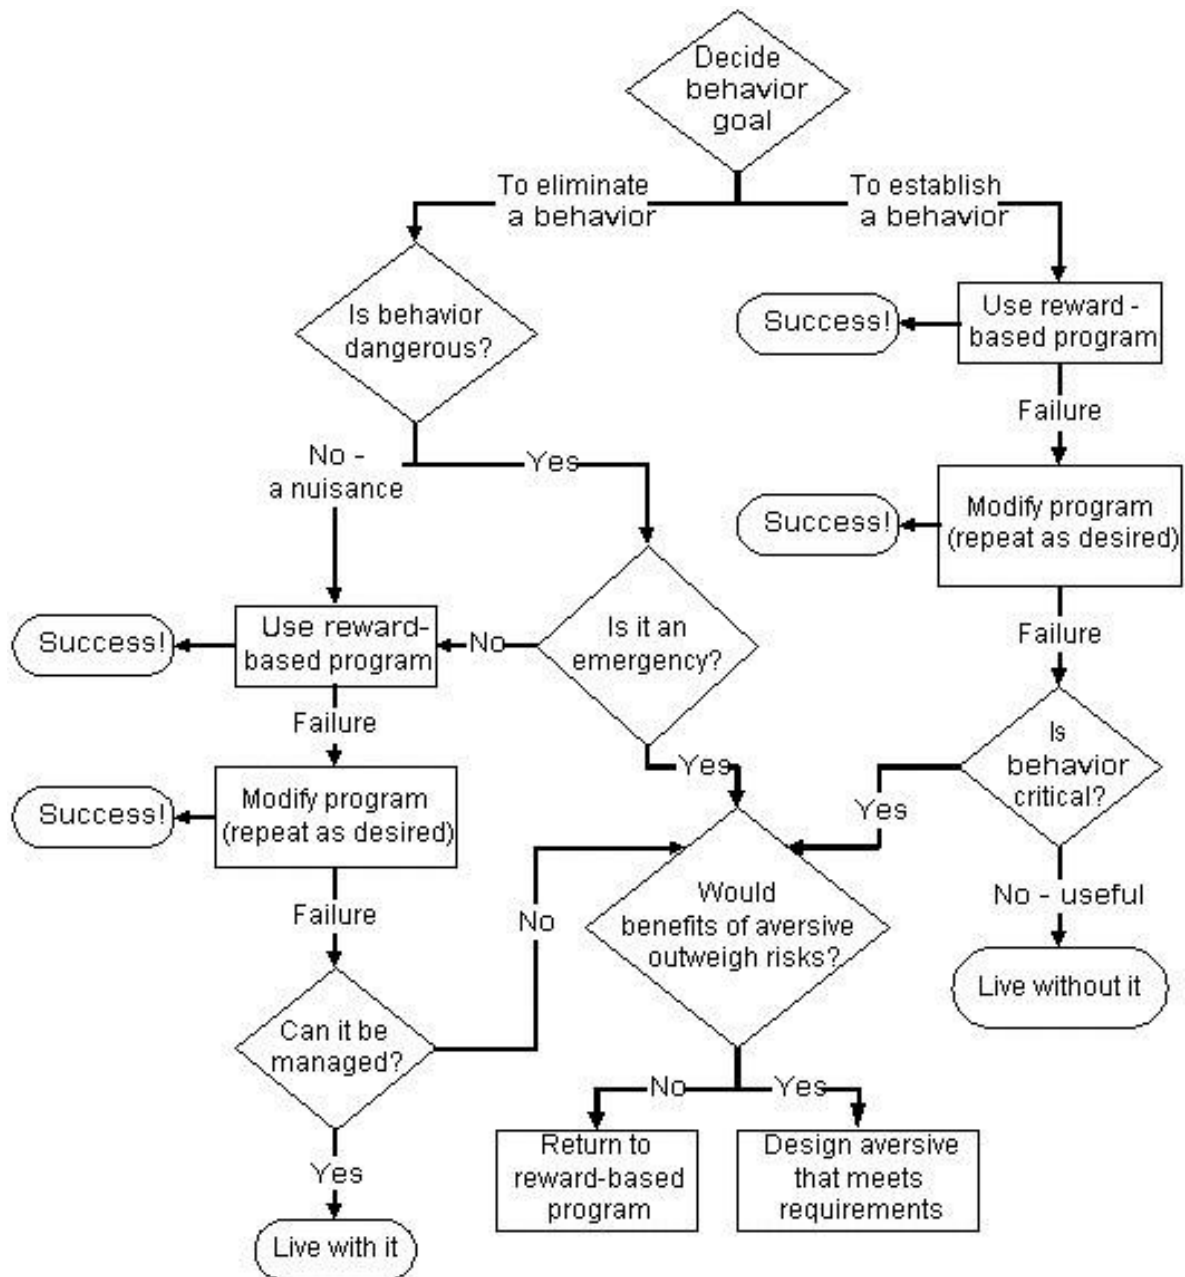 Decide
behavior
goal
To eliminate
a behavior
To establish
a behavior
Is behavior
dangerous?
Success!
Use reward -
based program
Failure
No -
a nuisance
Yes
Success!
Modify program
(repeat as desired)
Success!
Use reward-
based program
No
Is it an
emergency?
Failure
Failure
Yes
Is
behavior
critical?
Success!
Modify program
(repeat as desired)
Yes
Failure
No
Would
benefits of aversive
outweigh risks?
No - useful
Live without it
Can it be
managed?
No
Yes
Yes
Return to
reward-based
program
Design aversive
that meets
requirements
Live with it